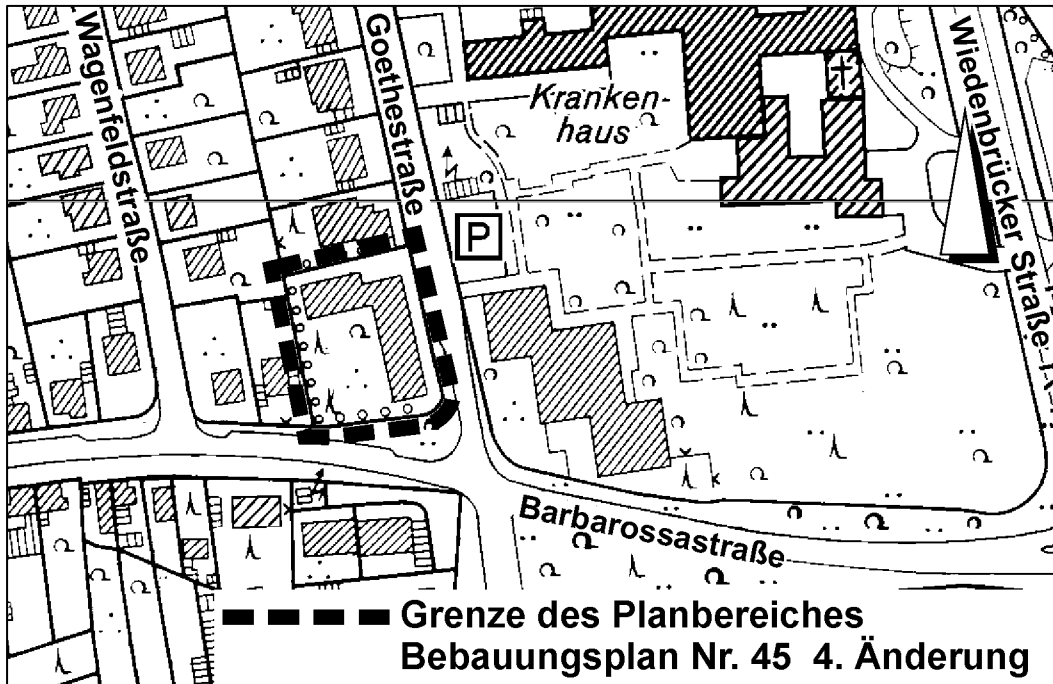 Wagenfeldstraße
Goethestraße
Kranken-
haus
Wiedenbrücker Straße
P
Barbarossastraße
Grenze des Planbereiches
Bebauungsplan Nr. 45 4. Änderung